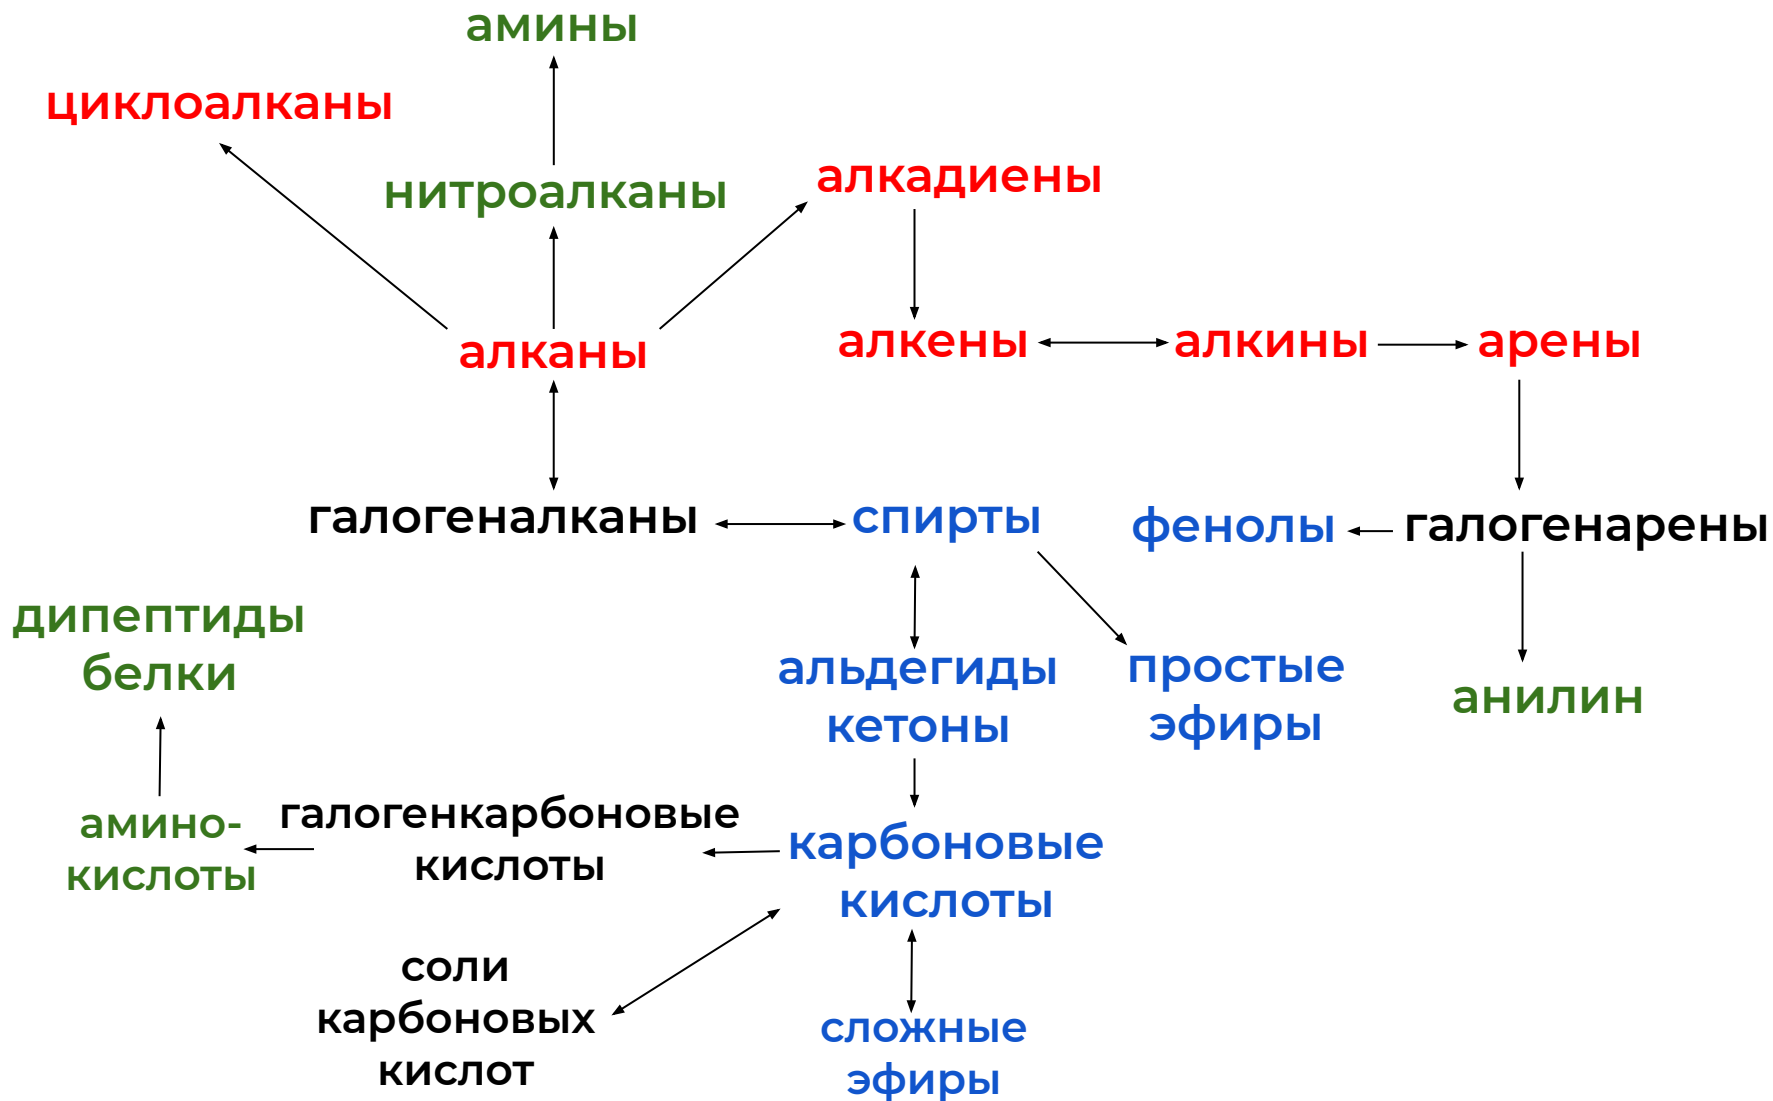 амины
циклоалканы
нитроалканы
алкадиены
алканы
алкены
алкины
арены
галогеналканы
спирты
фенолы
галогенарены
дипептиды
белки
альдегиды
кетоны
простые
эфиры
анилин
амино-
кислоты
галогенкарбоновые
кислоты
карбоновые
кислоты
соли
карбоновых
кислот
сложные
эфиры